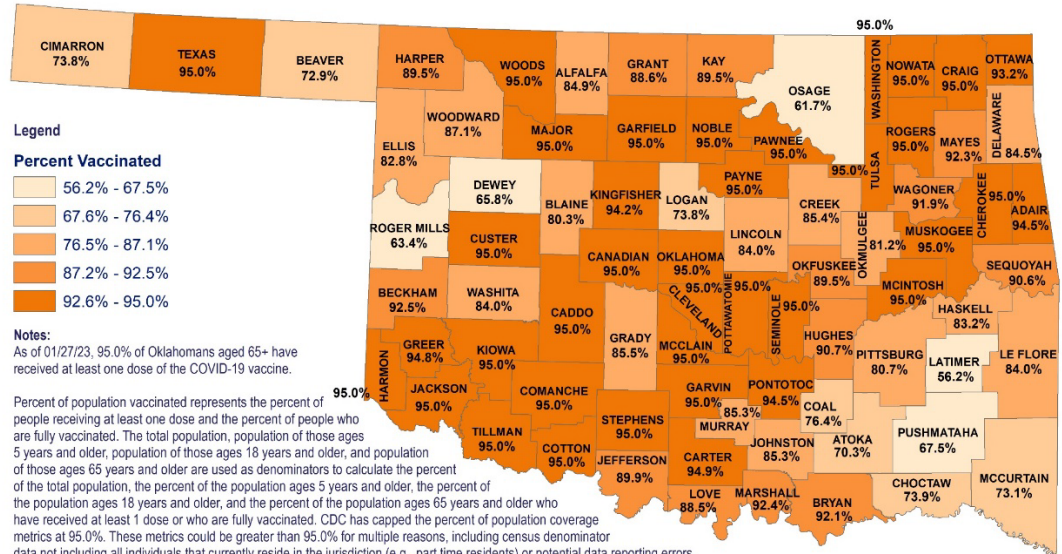 95.0%
CIMARRON
73.8%
TEXAS
95.0%
BEAVER
72.9%
HARPER
89.5%
WOODS
95.0%
ALFALFA
84.9%
GRANT
88.6%
KAY
89.5%
OSAGE
61.7%
WASHINGTON
NOWATA
95.0%
CRAIG
95.0%
OTTAWA
93.2%
WOODWARD
87.1%
ELLIS
82.8%
MAJOR
95.0%
GARFIELD
95.0%
NOBLE
95.0%
PAWNEE
95.0%
95.0%
TULSA
ROGERS
95.0%
MAYES
92.3%
DELAWARE
84.5%
Legend
Percent Vaccinated
56.2% - 67.5%
67.6% - 76.4%
76.5% - 87.1%
87.2% - 92.5%
92.6% - 95.0%
DEWEY
65.8%
BLAINE
80.3%
KINGFISHER
94.2%
LOGAN
73.8%
PAYNE
95.0%
CREEK
85.4%
WAGONER
91.9%
CHEROKEE
95.0%
ADAIR
94.5%
ROGER MILLS
63.4%
CUSTER
95.0%
CANADIAN
95.0%
OKLAHOMA
95.0%
LINCOLN
84.0%
OKMULGEE
81.2%
MUSKOGEE
95.0%
OKFUSKEE
89.5%
SEQUOYAH
90.6%
BECKHAM
92.5%
WASHITA
84.0%
CADDO
95.0%
GRADY
85.5%
95.0%
CLEVELAND
POTTAWATOMIE
95.0%
SEMINOLE
95.0%
MCCLAIN
95.0%
HUGHES
90.7%
MCINTOSH
95.0%
HASKELL
83.2%
PITTSBURG
80.7%
LATIMER
56.2%
LE FLORE
84.0%
GREER
94.8%
KIOWA
95.0%
HARMON
95.0%
JACKSON
95.0%
COMANCHE
95.0%
TILLMAN
95.0%
COTTON
95.0%
STEPHENS
95.0%
GARVIN
95.0%
PONTOTOC
94.5%
85.3%
MURRAY
COAL
76.4%
ATOKA
70.3%
PUSHMATAHA
67.5%
JOHNSTON
85.3%
CARTER
94.9%
JEFFERSON
89.9%
LOVE
88.5%
MARSHALL
92.4%
BRYAN
92.1%
CHOCTAW
73.9%
MCCURTAIN
73.1%
Notes:
As of 01/27/23, 95.0% of Oklahomans aged 65+ have
received at least one dose of the COVID-19 vaccine.
Percent of population vaccinated represents the percent of
people receiving at least one dose and the percent of people who
are fully vaccinated. The total population, population of those ages
5 years and older, population of those ages 18 years and older, and population
of those ages 65 years and older are used as denominators to calculate the percent
of the total population, the percent of the population ages 5 years and older, the percent of
the population ages 18 years and older, and the percent of the population ages 65 years and older who
have received at least 1 dose or who are fully vaccinated. CDC has capped the percent of population coverage
metrics at 95.0%. These metrics could be greater than 95.0% for multiple reasons, including census denominator
data not including all individuals that currently reside in the jurisdiction (e.g., part time residents) or potential data reporting errors.